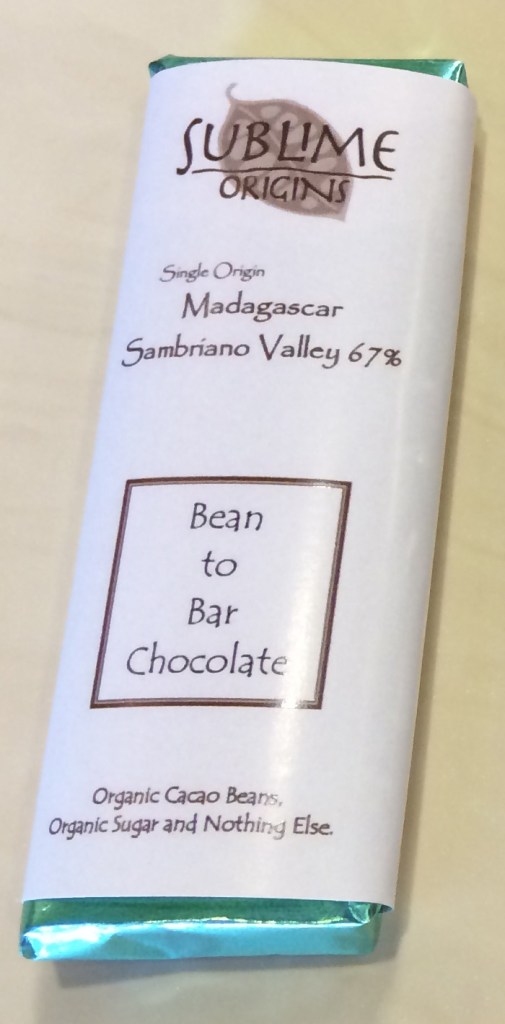 SUBLIME
ORIGINS
Single Origin
Madagascar
Sambriano Valley 67%
Bean
to
Bar
Chocolate
Organic Cacao Beans,
Organic Sugar and Nothing Else.